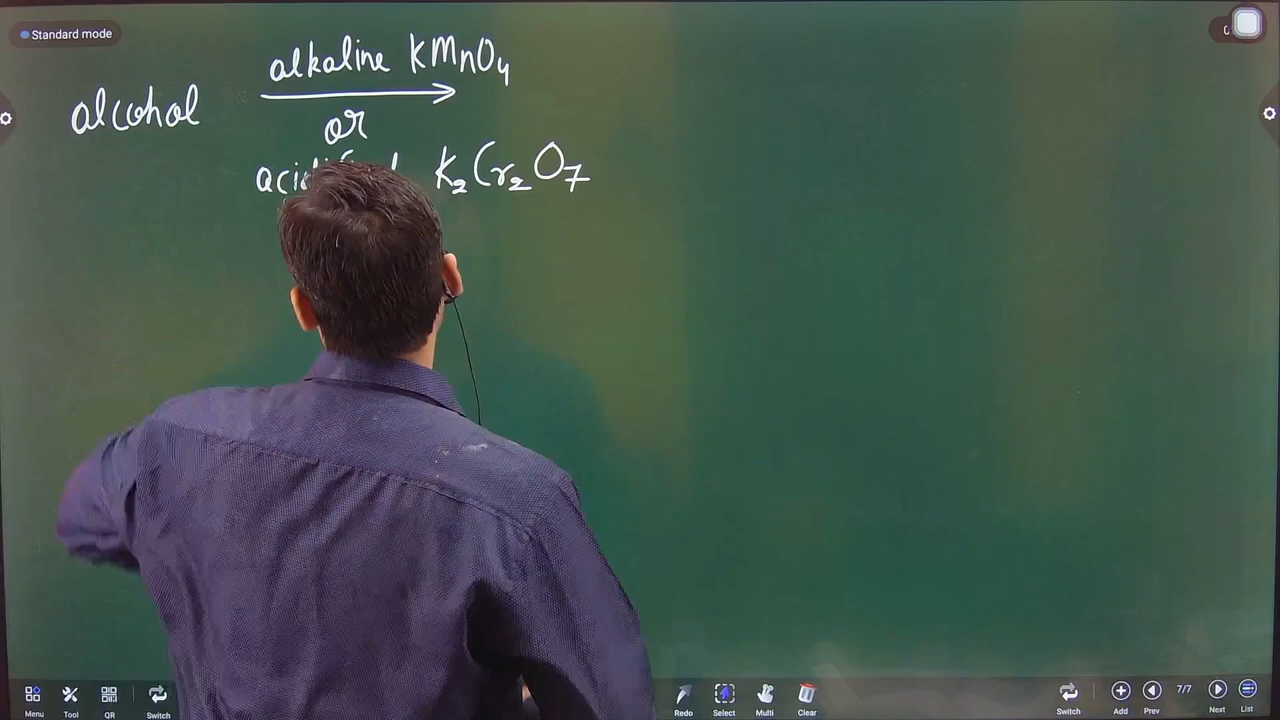 Standard mode
alkaline KMnO₄
alcohol
or
K₂Cr₂O₇
Menu Tool QR Switch Redo Select Multi Clear Switch Add Prev 7/7 Next List